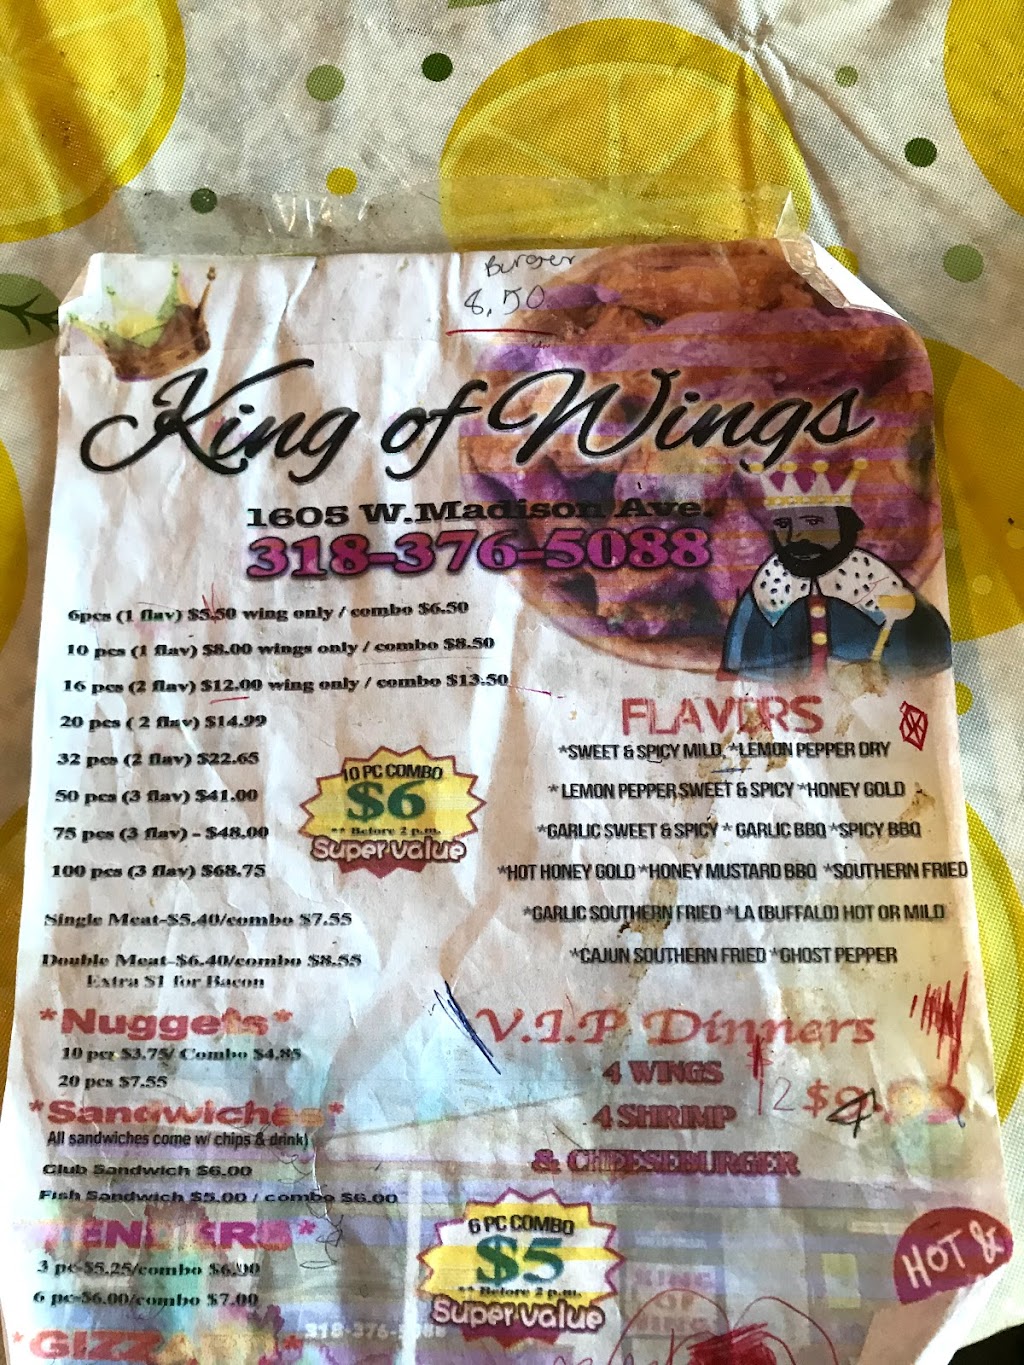 Burger
8.50
King of Wings
1605 W.Madison Ave.
318-376-5088
6pcs (1 flav) $5.50 wing only / combo $6.50
10 pcs (1 flav) $8.00 wings only / combo $8.50
16 pcs (2 flav) $12.00 wing only / combo $13.50
20 pcs ( 2 flav) $14.99
32 pcs (2 flav) $22.65
50 pcs (3 flav) $41.00
75 pcs (3 flav) - $48.00
100 pcs (3 flav) $68.75
10 PC COMBO
$6
** Before 2 p.m.
Super value
Single Meat-$5.40/combo $7.55
Double Meat-$6.40/combo $8.55
Extra $1 for Bacon
FLAVORS
*SWEET & SPICY MILD, *LEMON PEPPER DRY
* LEMON PEPPER SWEET & SPICY *HONEY GOLD
*GARLIC SWEET & SPICY * GARLIC BBQ *SPICY BBQ
*HOT HONEY GOLD *HONEY MUSTARD BBQ *SOUTHERN FRIED
*GARLIC SOUTHERN FRIED *LA (BUFFALO) HOT OR MILD
*CAJUN SOUTHERN FRIED *GHOST PEPPER
*Nuggets*
10 pcs $3.75/ Combo $4.85
20 pcs $7.55
*Sandwiches*
All sandwiches come w/ chips & drink
Club Sandwich $6.00
Fish Sandwich $5.00 / combo $6.00
TENDERS*
3 pc-$5.25/combo $6.00
6 pc-$6.00/combo $7.00
*GIZZ
318-376-5088
V.I.P Dinners
4 WINGS
4 SHRIMP
& CHEESEBURGER
12 $
6 PC COMBO
$5
** Before 2 p.m.
Super value
HOT &
KING
OF
WING